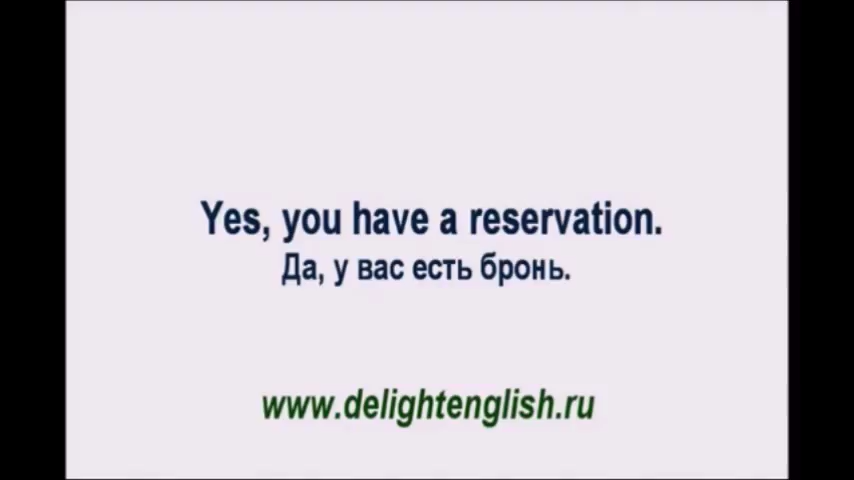 Yes, you have a reservation.
Да, у вас есть бронь.
www.delightenglish.ru